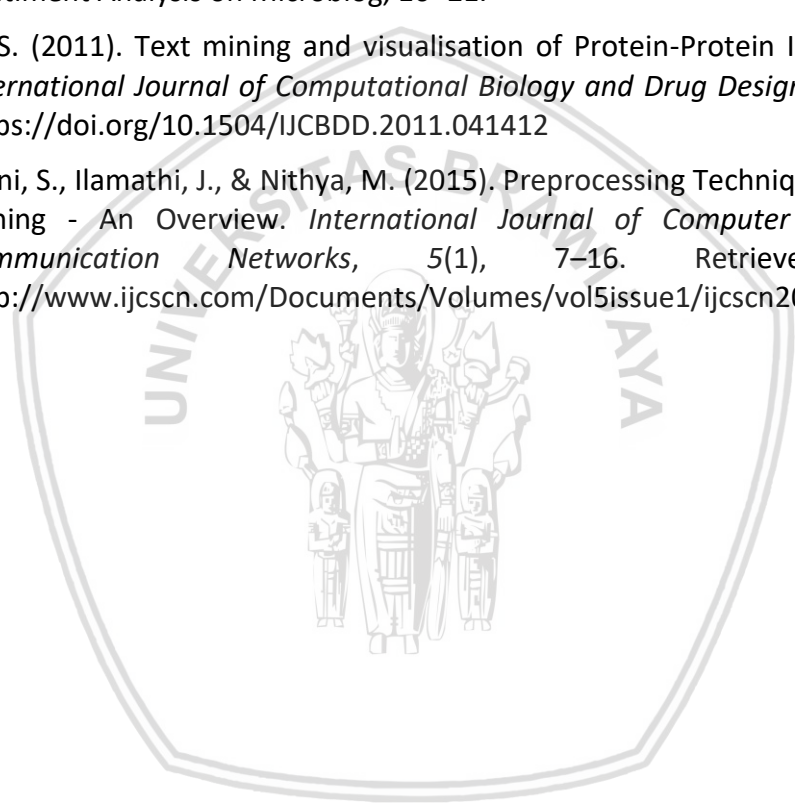 timent Analysis on Microblog, 16–21.
S. (2011). Text mining and visualisation of Protein-Protein I
ernational Journal of Computational Biology and Drug Design
ps://doi.org/10.1504/IJCBDD.2011.041412
ni, S., Ilamathi, J., & Nithya, M. (2015). Preprocessing Techniq
ning - An Overview. International Journal of Computer
mmunication Networks, 5(1), 7–16. Retrieve
p://www.ijcscn.com/Documents/Volumes/vol5issue1/ijcscn20
UNIVERSITAS BRAWIJAYA